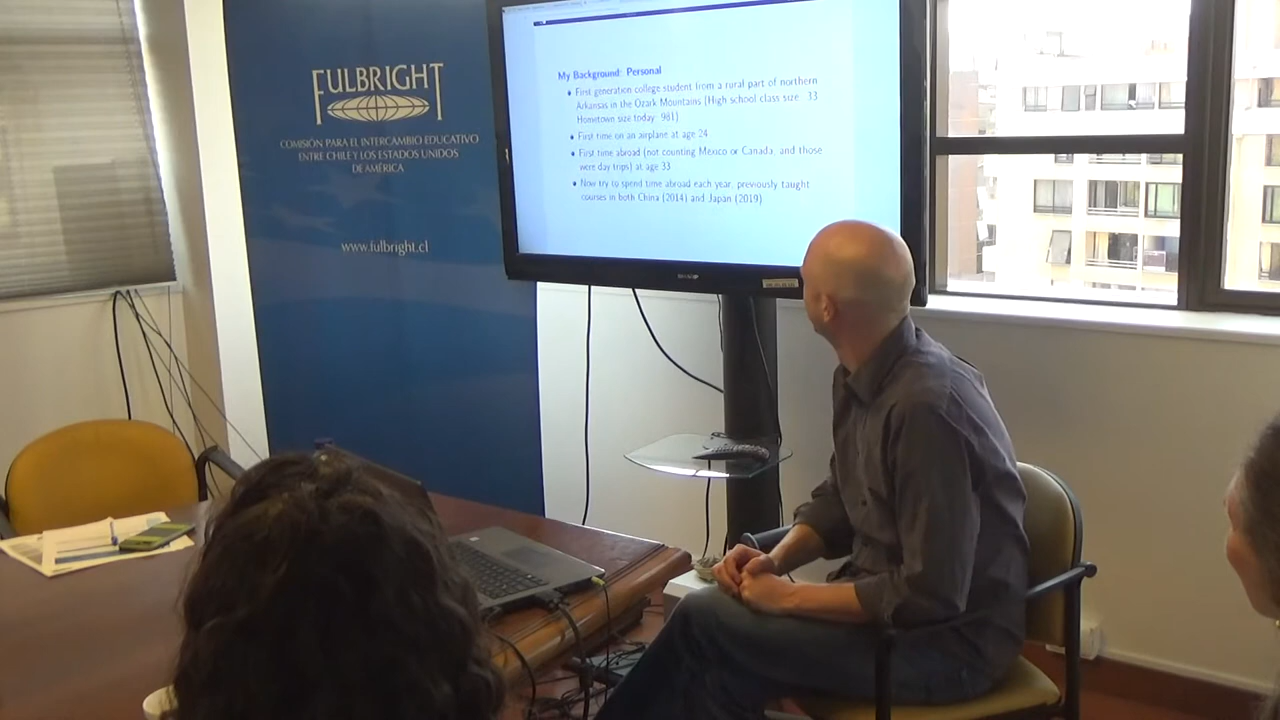 FULBRIGHT
COMISIÓN PARA EL INTERCAMBIO EDUCATIVO
ENTRE CHILE Y LOS ESTADOS UNIDOS
DE AMÉRICA
www.fulbright.cl
My Background: Personal
• First generation college student from a rural part of northern
Arkansas in the Ozark Mountains (High school class size: 33
Hometown size today: 981)
• First time on an airplane at age 24.
• First time abroad (not counting Mexico or Canada, and those
were day trips) at age 33.
• Now try to spend time abroad each year, previously taught
courses in both China (2014) and Japan (2019)
SHARP